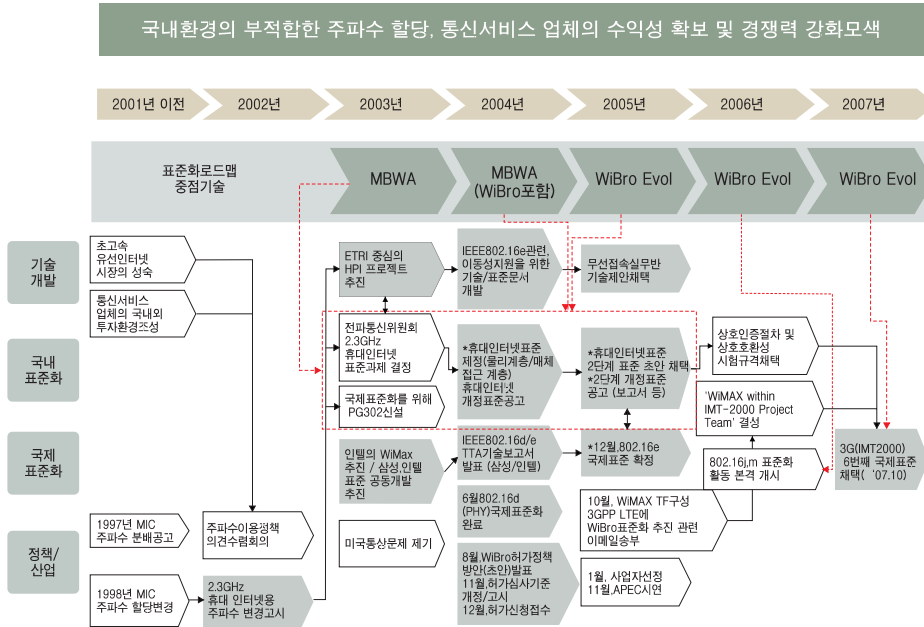 국내환경의 부적합한 주파수 할당, 통신서비스 업체의 수익성 확보 및 경쟁력 강화모색
2001년 이전
2002년
2003년
2004년
2005년
2006년
2007년
표준화로드맵
중점기술
MBWA
MBWA
(WiBro포함)
WiBro Evol
WiBro Evol
WiBro Evol
기술
개발
초고속
유선인터넷
시장의 성숙
통신서비스
업체의 국내외
투자환경조성
ETRI 중심의
HPI 프로젝트
추진
IEEE802.16e관련,
이동성지원을 위한
기술/표준문서
개발
무선접속실무반
기술제안채택
국내
표준화
전파통신위원회
2.3GHz
휴대인터넷
표준과제 결정
국제표준화를 위해
PG302신설
*휴대인터넷표준
제정(물리계층/매체
접근 계층)
휴대인터넷
개정표준공고
*휴대인터넷표준
2단계 표준 초안 채택
*2단계 개정표준
공고 (보고서 등)
상호인증절차 및
상호호환성
시험규격채택
'WiMAX within
IMT-2000 Project
Team' 결성
국제
표준화
인텔의 WiMax
추진 / 삼성,인텔
표준 공동개발
추진
IEEE802.16d/e
TTA기술보고서
발표 (삼성/인텔)
*12월,802.16e
국제표준 확정
802.16j,m 표준화
활동 본격 개시
3G(IMT2000)
6번째 국제표준
채택( '07.10)
6월802.16d
(PHY)국제표준화
완료
10월, WiMAX TF구성
3GPP LTE에
WiBro표준화 추진 관련
이메일송부
정책/
산업
1997년 MIC
주파수 분배공고
주파수이용정책
의견수렴회의
미국통상문제 제기
8월,WiBro허가정책
방안(초안)발표
11월,허가심사기준
개정/고시
12월,허가신청접수
1월, 사업자선정
11월,APEC시연
1998년 MIC
주파수 할당변경
2.3GHz
휴대 인터넷용
주파수 변경고시